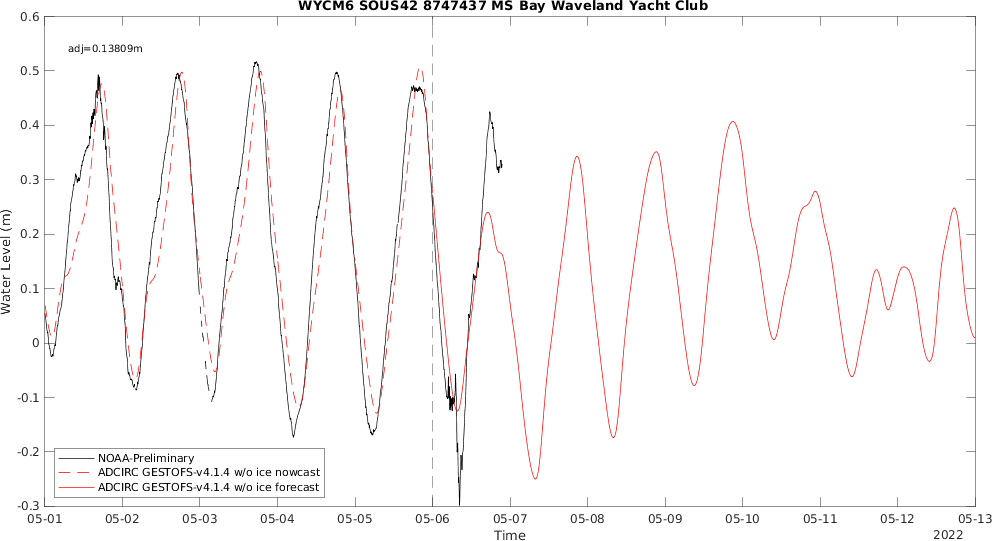 WYCM6 SOUS42 8747437 MS Bay Waveland Yacht Club
0.6
adj=0.13809m
0.5
0.4
0.3
0.2
0.1
0
-0.1
-0.2
-0.3
Water Level (m)
NOAA-Preliminary
ADCIRC GESTOFS-v4.1.4 w/o ice nowcast
ADCIRC GESTOFS-v4.1.4 w/o ice forecast
05-01 05-02 05-03 05-04 05-05 05-06 05-07 05-08 05-09 05-10 05-11 05-12 05-13
Time
2022